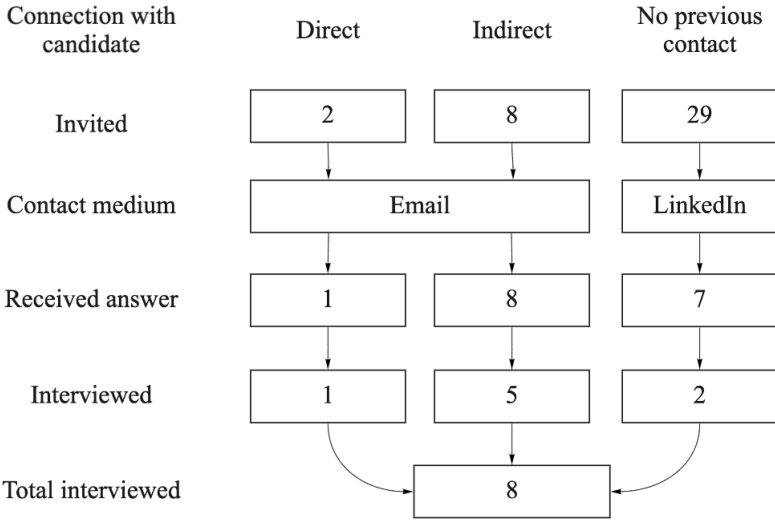 Connection with
candidate
Direct
Indirect
No previous
contact
Invited
2
8
29
Contact medium
Email
LinkedIn
Received answer
1
8
7
Interviewed
1
5
2
Total interviewed
8